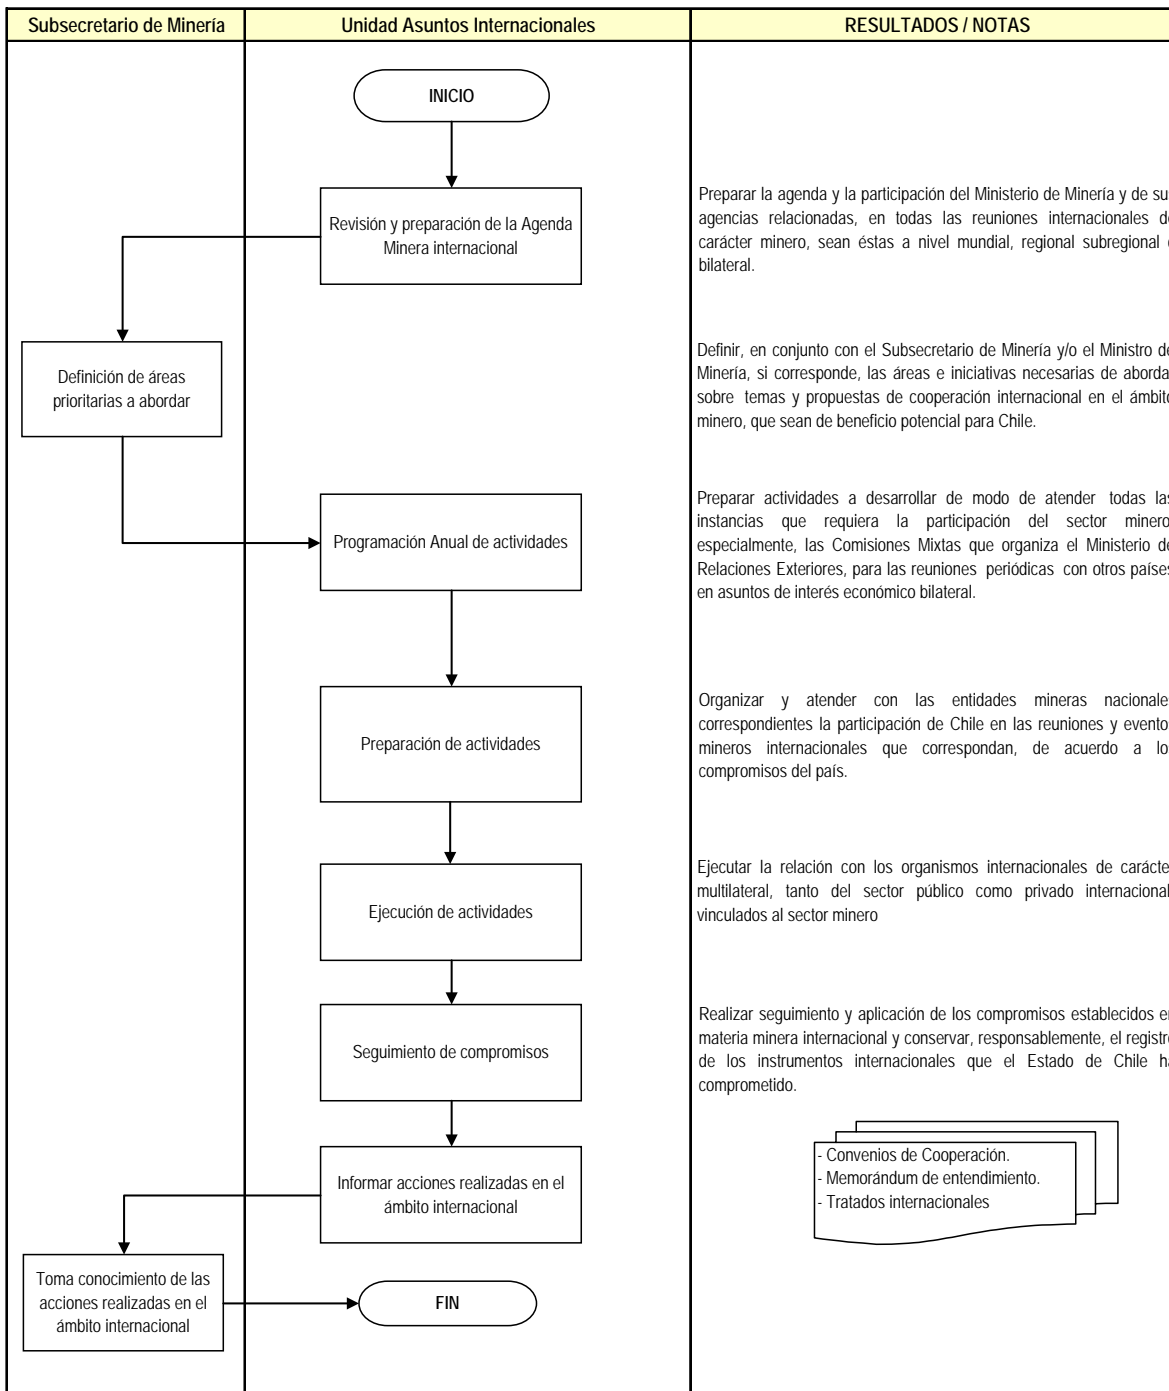 Subsecretario de Minería
Unidad Asuntos Internacionales
RESULTADOS / NOTAS
INICIO
Revisión y preparación de la Agenda
Minera internacional
Preparar la agenda y la participación del Ministerio de Minería y de sus
agencias relacionadas, en todas las reuniones internacionales de
carácter minero, sean éstas a nivel mundial, regional subregional o
bilateral.
Definición de áreas
prioritarias a abordar
Definir, en conjunto con el Subsecretario de Minería y/o el Ministro de
Minería, si corresponde, las áreas e iniciativas necesarias de abordar
sobre temas y propuestas de cooperación internacional en el ámbito
minero, que sean de beneficio potencial para Chile.
Programación Anual de actividades
Preparar actividades a desarrollar de modo de atender todas las
instancias que requiera la participación del sector minero
especialmente, las Comisiones Mixtas que organiza el Ministerio de
Relaciones Exteriores, para las reuniones periódicas con otros países
en asuntos de interés económico bilateral.
Preparación de actividades
Organizar y atender con las entidades mineras nacionales
correspondientes la participación de Chile en las reuniones y eventos
mineros internacionales que correspondan, de acuerdo a los
compromisos del país.
Ejecución de actividades
Ejecutar la relación con los organismos internacionales de carácter
multilateral, tanto del sector público como privado internacional
vinculados al sector minero
Seguimiento de compromisos
Realizar seguimiento y aplicación de los compromisos establecidos en
materia minera internacional y conservar, responsablemente, el registro
de los instrumentos internacionales que el Estado de Chile ha
comprometido.
- Convenios de Cooperación.
- Memorándum de entendimiento.
- Tratados internacionales
Informar acciones realizadas en el
ámbito internacional
Toma conocimiento de las
acciones realizadas en el
ámbito internacional
FIN